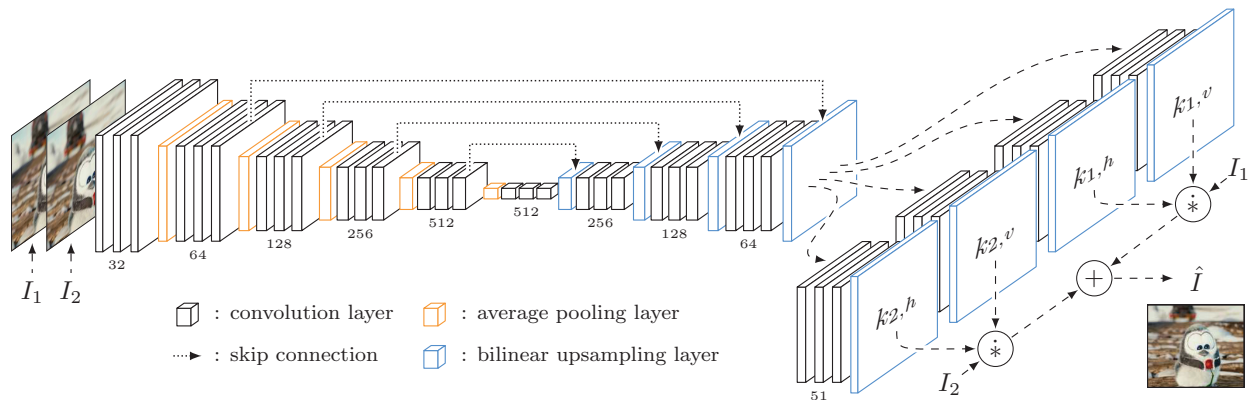 k1,v
k1,h
k2,v
k2,h
I1
I2
32
64
128
256
512
512
256
128
64
51
I1
I2
∗̇
∗̇
+
Î
: convolution layer
: average pooling layer
: skip connection
: bilinear upsampling layer